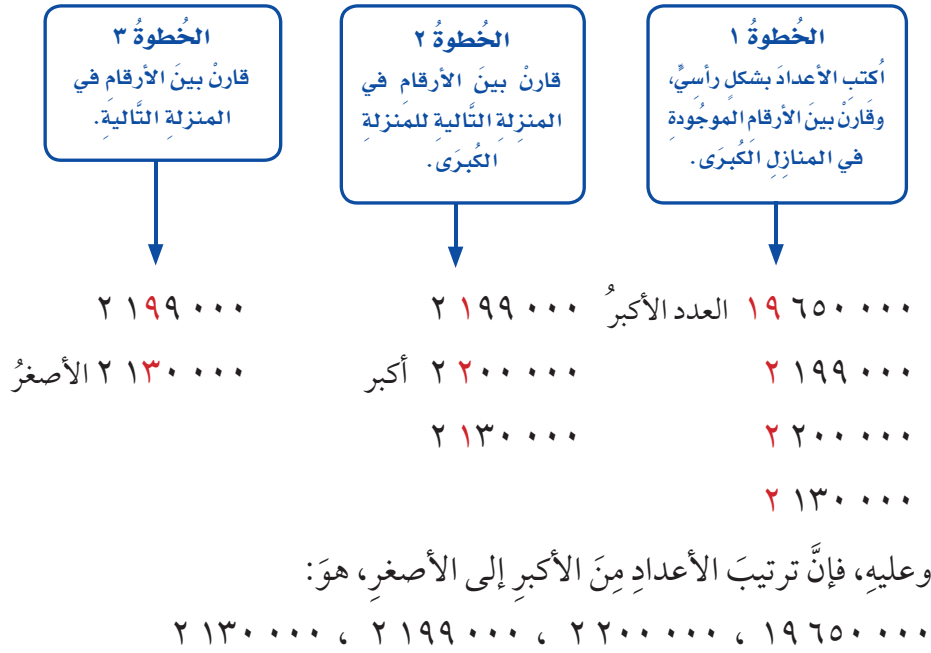 الخُطوةُ ١
أكتبِ الأعدادَ بشكلٍ رأسيٍّ،
وقارنْ بينَ الأرقامِ الموجُودةِ
في المنازِلِ الكُبرَى.
الخُطوةُ ٢
قارنْ بينَ الأرقامِ في
المنزِلةِ التَّاليةِ للمنزلةِ
الكُبرَى.
الخُطوةُ ٣
قارنْ بينَ الأرقامِ في
المنزلةِ التَّاليةِ.
١٩ ٦٥٠ ٠٠٠ العدد الأكبرُ
٢ ١٩٩ ٠٠٠
٢ ٢٠٠ ٠٠٠
٢ ١٣٠ ٠٠٠
٢ ١٩٩ ٠٠٠
٢ ٢٠٠ ٠٠٠ أكبر
٢ ١٣٠ ٠٠٠
٢ ١٩٩ ٠٠٠
٢ ١٣٠ ٠٠٠ الأصغرُ
وعليهِ، فإنَّ ترتيبَ الأعدادِ مِنَ الأكبرِ إلى الأصغرِ، هوَ:
١٩ ٦٥٠ ٠٠٠ ، ٢ ٢٠٠ ٠٠٠ ، ٢ ١٩٩ ٠٠٠ ، ٢ ١٣٠ ٠٠٠